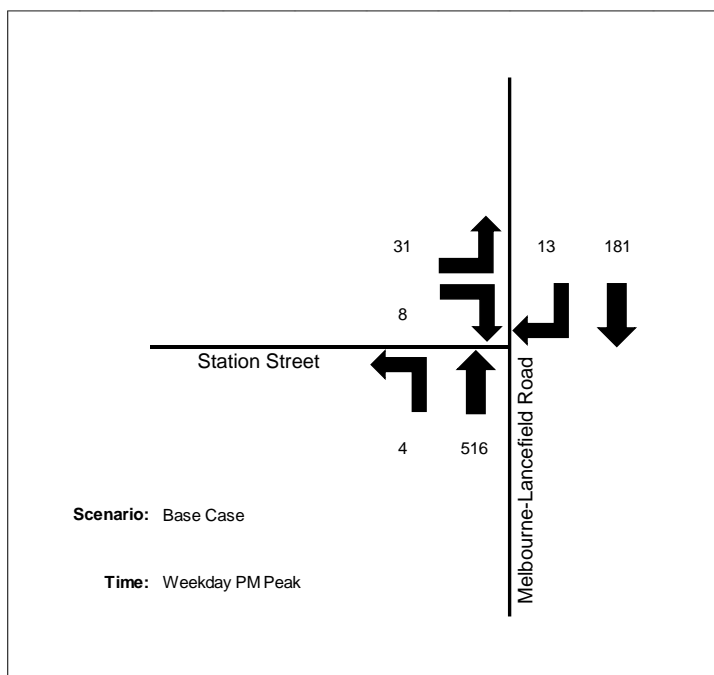 31
13
181
8
Station Street
Melbourne-Lancefield Road
4
516
Scenario: Base Case
Time: Weekday PM Peak